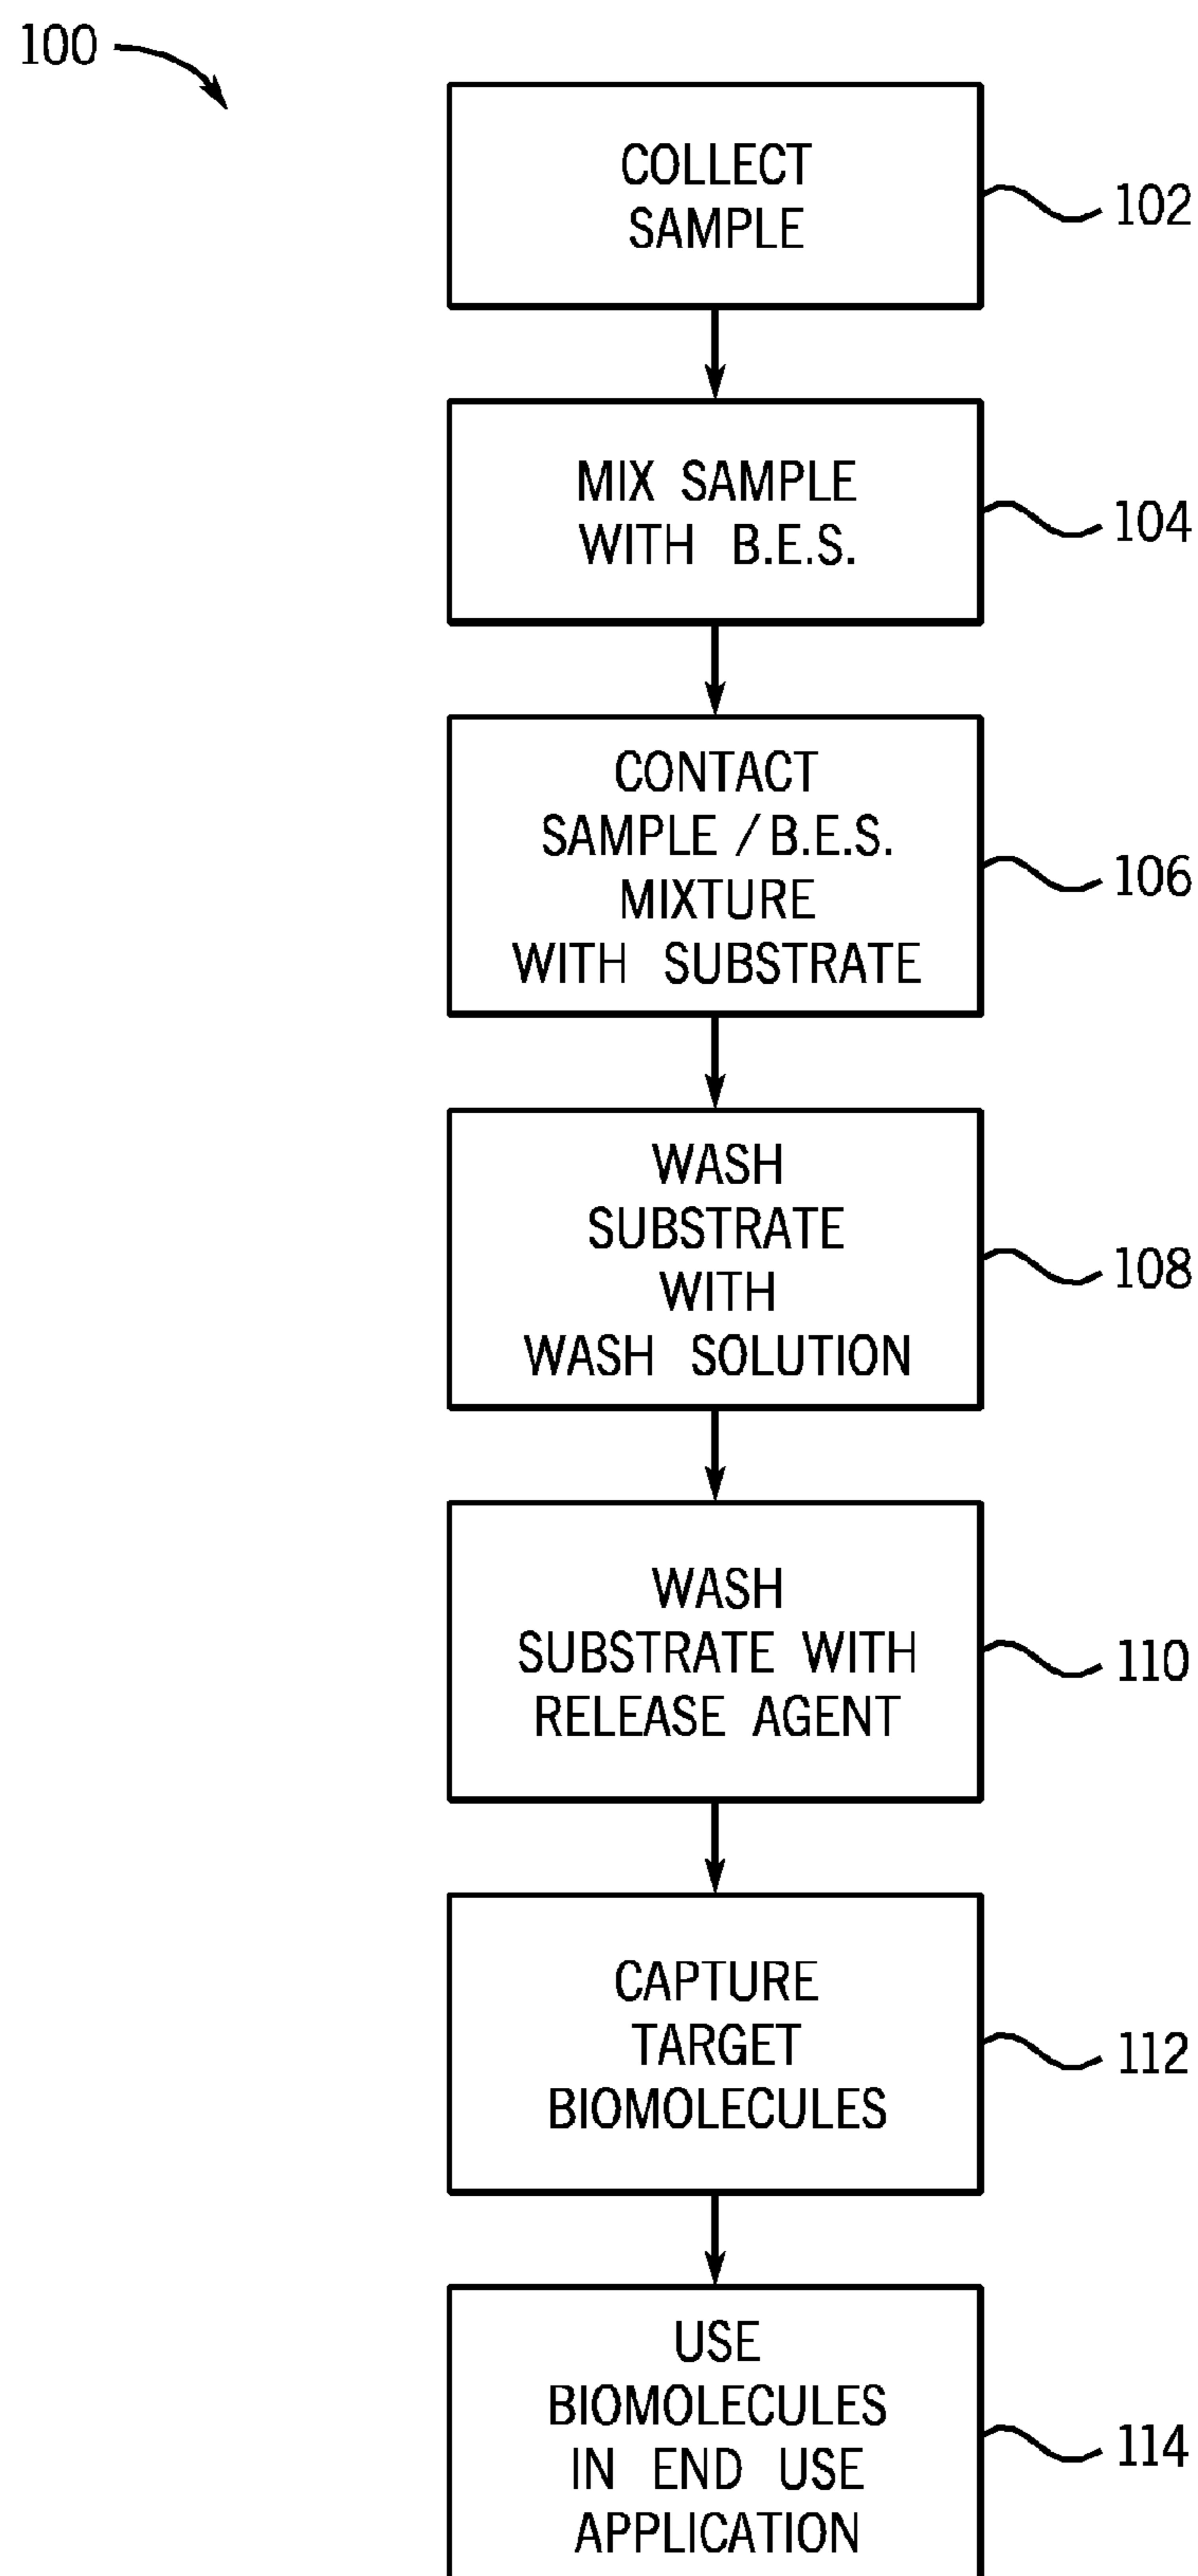 100
COLLECT
SAMPLE
102
MIX SAMPLE
WITH B.E.S.
104
CONTACT
SAMPLE / B.E.S.
MIXTURE
WITH SUBSTRATE
106
WASH
SUBSTRATE
WITH
WASH SOLUTION
108
WASH
SUBSTRATE WITH
RELEASE AGENT
110
CAPTURE
TARGET
BIOMOLECULES
112
USE
BIOMOLECULES
IN END USE
APPLICATION
114